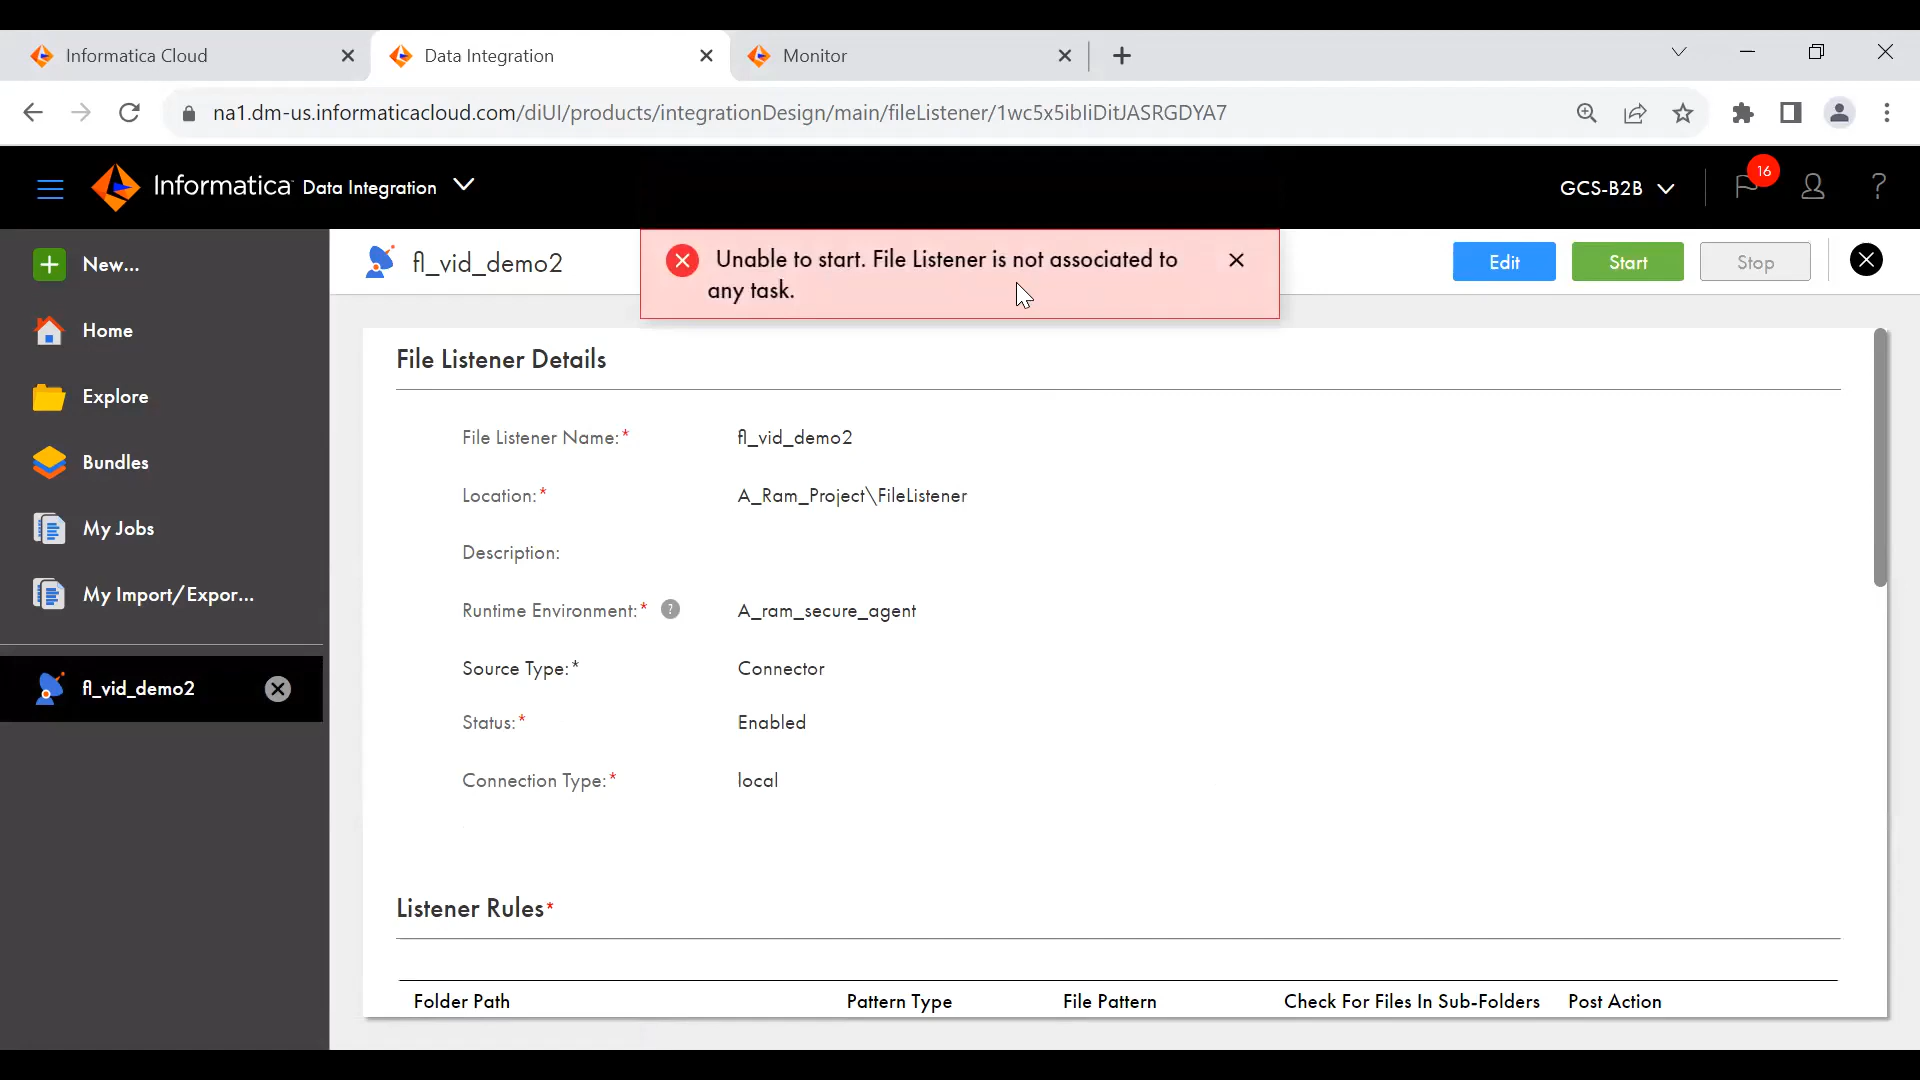 Informatica Cloud
Data Integration
Monitor
na1.dm-us.informaticacloud.com/diUI/products/integrationDesign/main/fileListener/1wc5x5ibIiDitJASRGDYA7
Informatica Data Integration
GCS-B2B
16
New...
Home
Explore
Bundles
My Jobs
My Import/Expor...
fl_vid_demo2
fl_vid_demo2
Unable to start. File Listener is not associated to
any task.
Edit
Start
Stop
File Listener Details
File Listener Name:* fl_vid_demo2
Location:* A_Ram_Project\FileListener
Description:
Runtime Environment:* ? A_ram_secure_agent
Source Type:* Connector
Status:* Enabled
Connection Type:* local
Listener Rules*
Folder Path Pattern Type File Pattern Check For Files In Sub-Folders Post Action